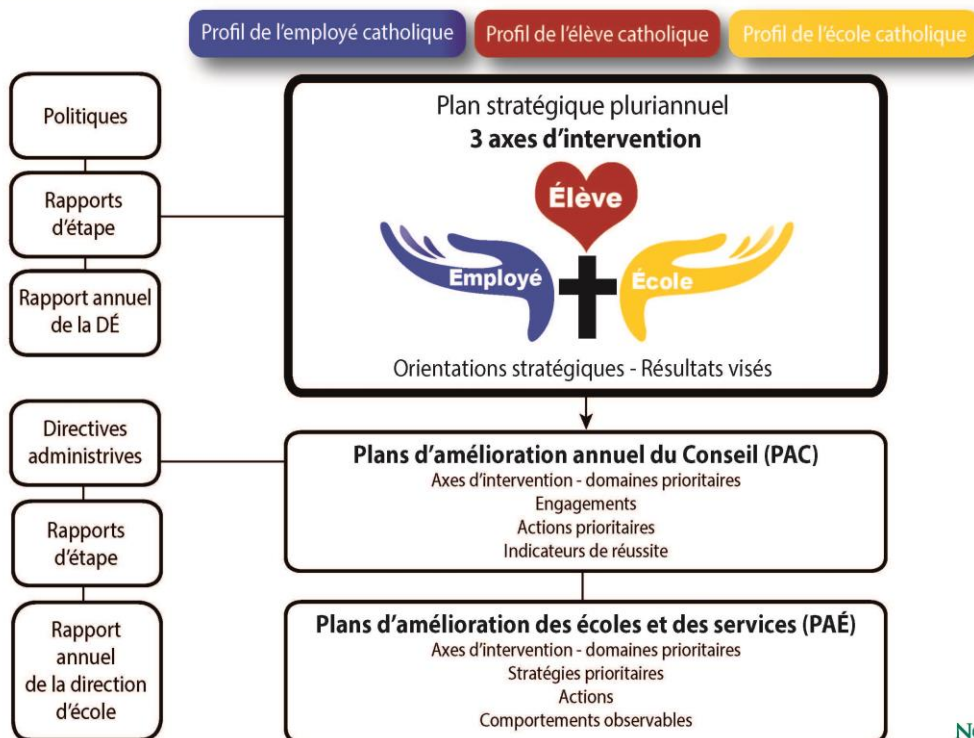 Profil de l'employé catholique
Profil de l'élève catholique
Profil de l'école catholique
Politiques
Rapports
d'étape
Rapport annuel
de la DÉ
Plan stratégique pluriannuel
3 axes d'intervention
Élève
Employé
École
Orientations stratégiques - Résultats visés
Directives
administrives
Rapports
d'étape
Rapport
annuel
de la direction
d'école
Plans d'amélioration annuel du Conseil (PAC)
Axes d'intervention - domaines prioritaires
Engagements
Actions prioritaires
Indicateurs de réussite
Plans d'amélioration des écoles et des services (PAÉ)
Axes d'intervention - domaines prioritaires
Stratégies prioritaires
Actions
Comportements observables